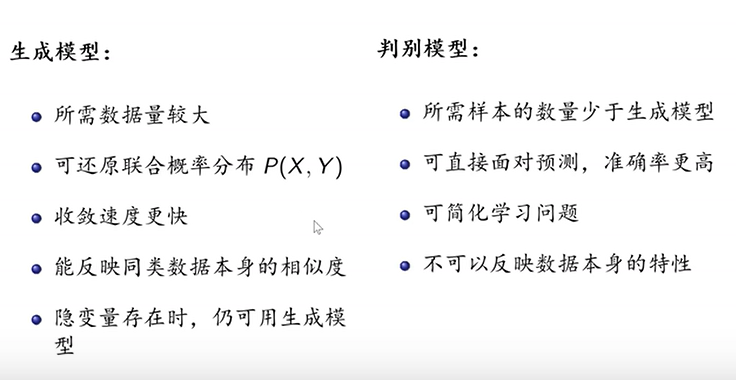 生成模型：
所需数据量较大
可还原联合概率分布 P(X, Y)
收敛速度更快
能反映同类数据本身的相似度
隐变量存在时，仍可用生成模
型
判别模型：
所需样本的数量少于生成模型
可直接面对预测，准确率更高
可简化学习问题
不可以反映数据本身的特性